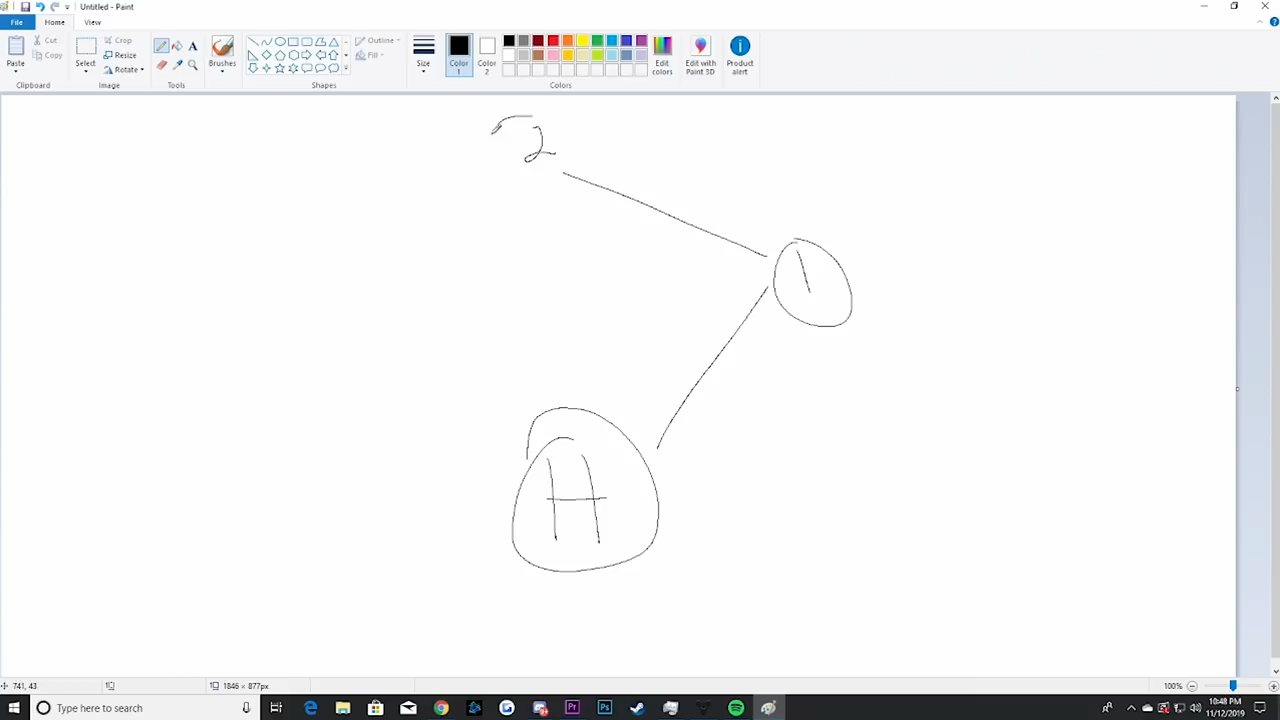 Untitled - Paint
File
Home
View
Paste
Cut
Copy
Clipboard
Select
Crop
Resize
Rotate
Image
A
Tools
Brushes
Outline
Fill
Shapes
Size
Color 1
Color 2
Edit colors
Colors
Edit with Paint 3D
Product alert
2
1
H
741, 43
1846 × 877px
100%
Type here to search
Pr
Ps
10:48 PM
11/12/2019